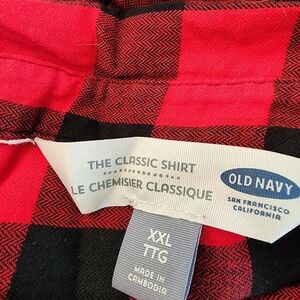 THE CLASSIC SHIRT
LE CHEMISIER CLASSIQUE
OLD NAVY
SAN FRANCISCO
CALIFORNIA
XXL
TTG
MADE IN
CAMBODIA